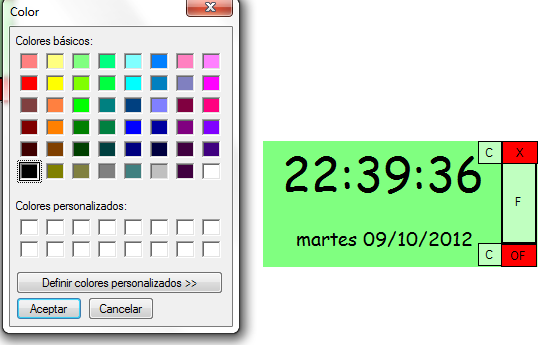 Color
Colores básicos:
Colores personalizados:
Definir colores personalizados >>
Aceptar
Cancelar
C
X
22:39:36
F
martes 09/10/2012
C
OF